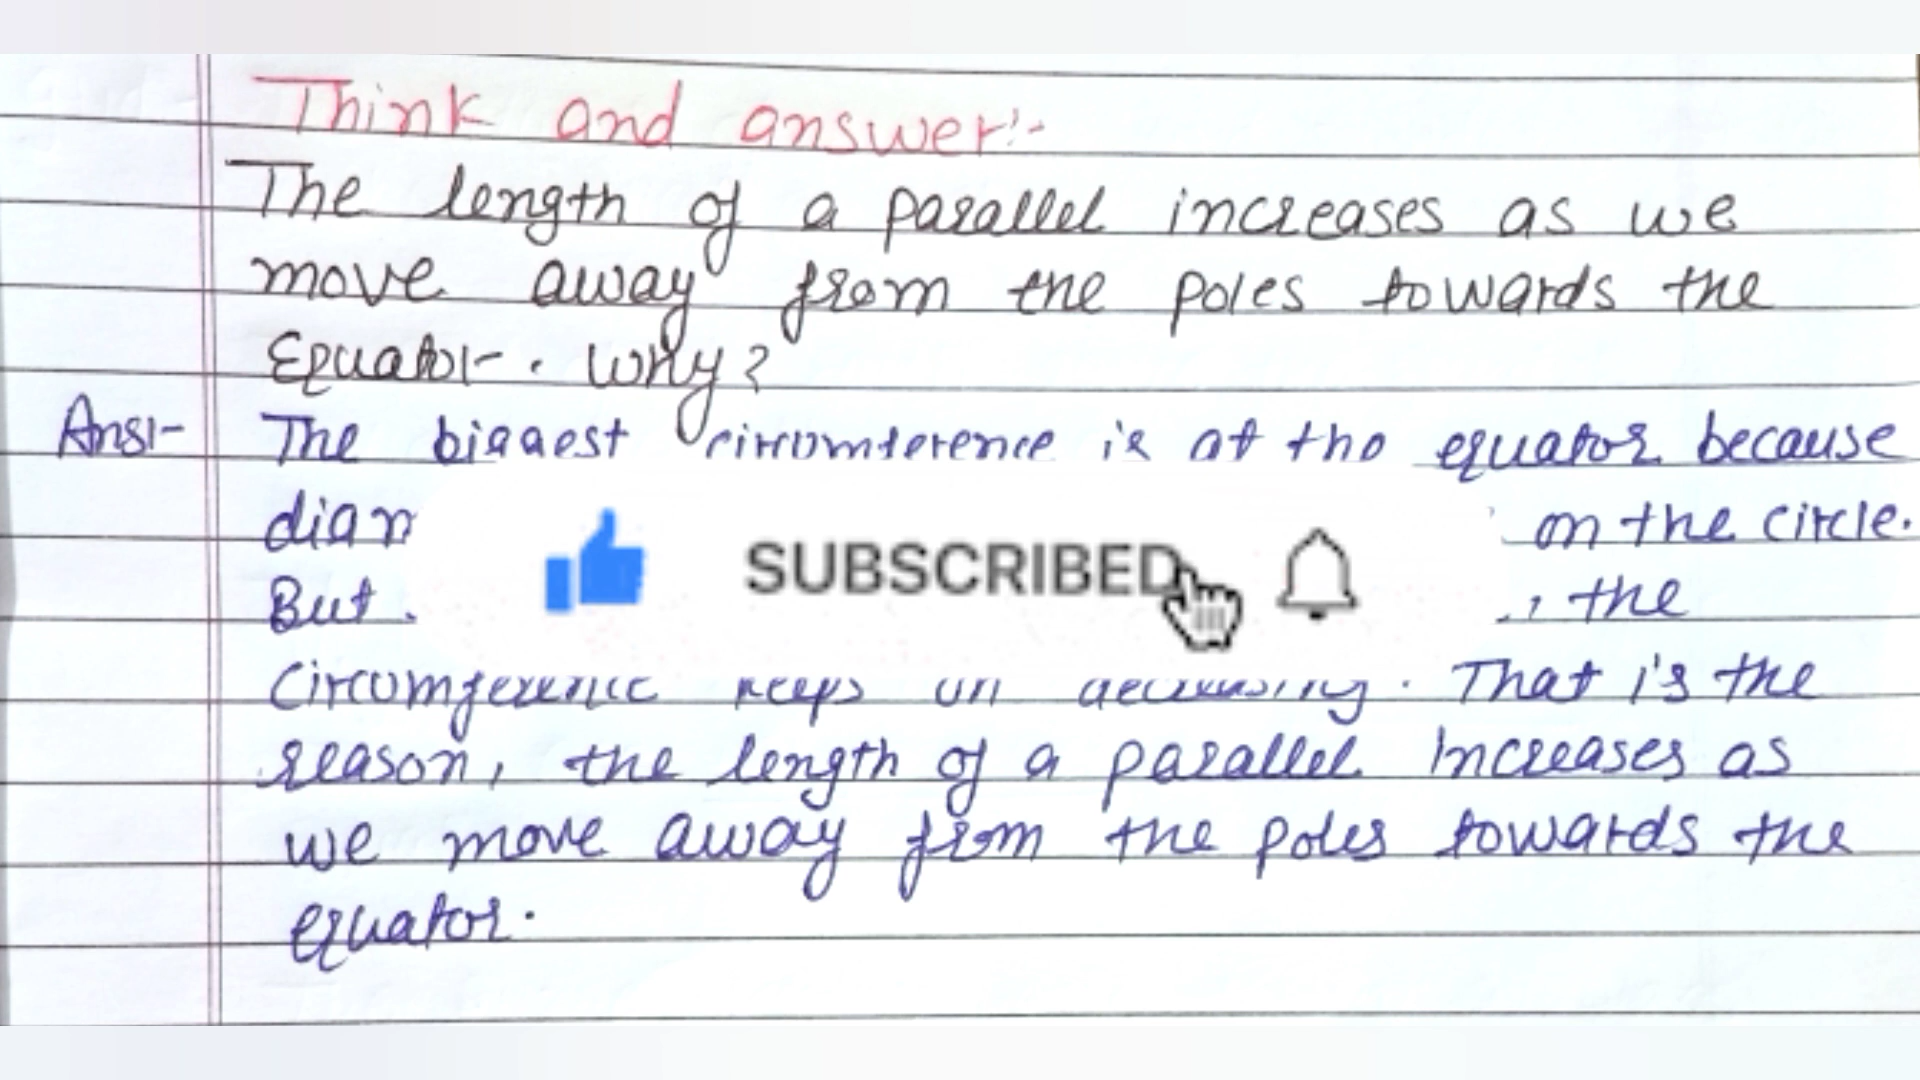 Think and answer:-
The length of a parallel increases as we
move away from the poles towards the
Equator. Why?
Ans:- The biggest circumference is at the equator because
on the circle.
SUBSCRIBED
But , the
Circumference keeps on decreasing. That is the
reason, the length of a parallel increases as
we move away from the poles towards the
equator.